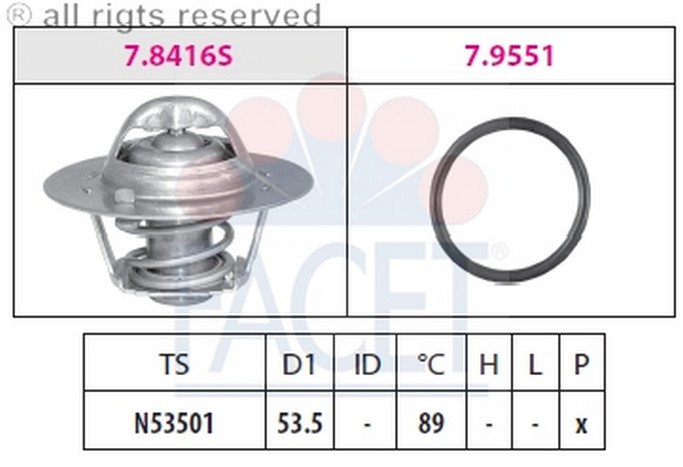 ® all rigts reserved
7.8416S 7.9551
FACET®
TS D1 ID °C H L P
N53501 53.5 - 89 - - x